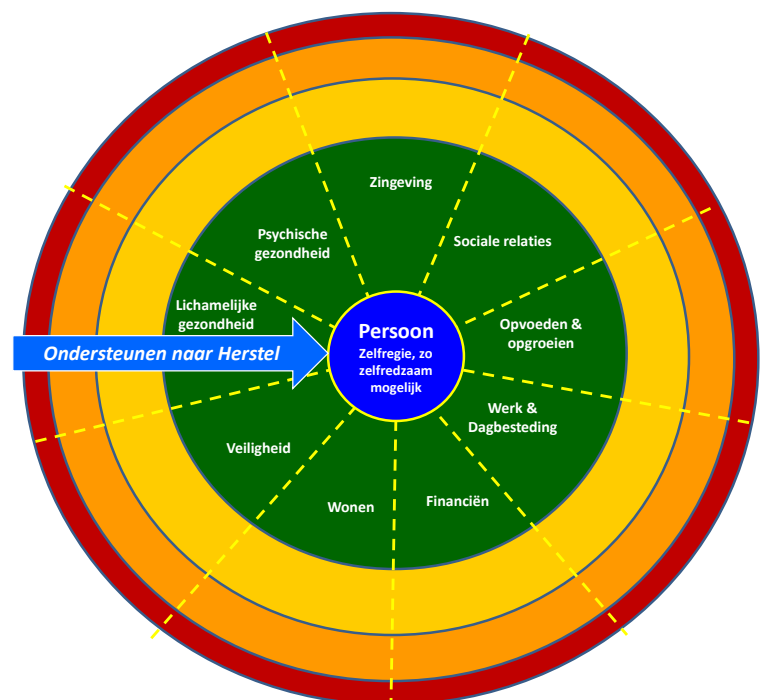 Zingeving
Sociale relaties
Psychische
gezondheid
Lichamelijke
gezondheid
Opvoeden &
opgroeien
Persoon
Zelfregie, zo
zelfredzaam
mogelijk
Ondersteunen naar Herstel
Werk &
Dagbesteding
Veiligheid
Wonen
Financiën